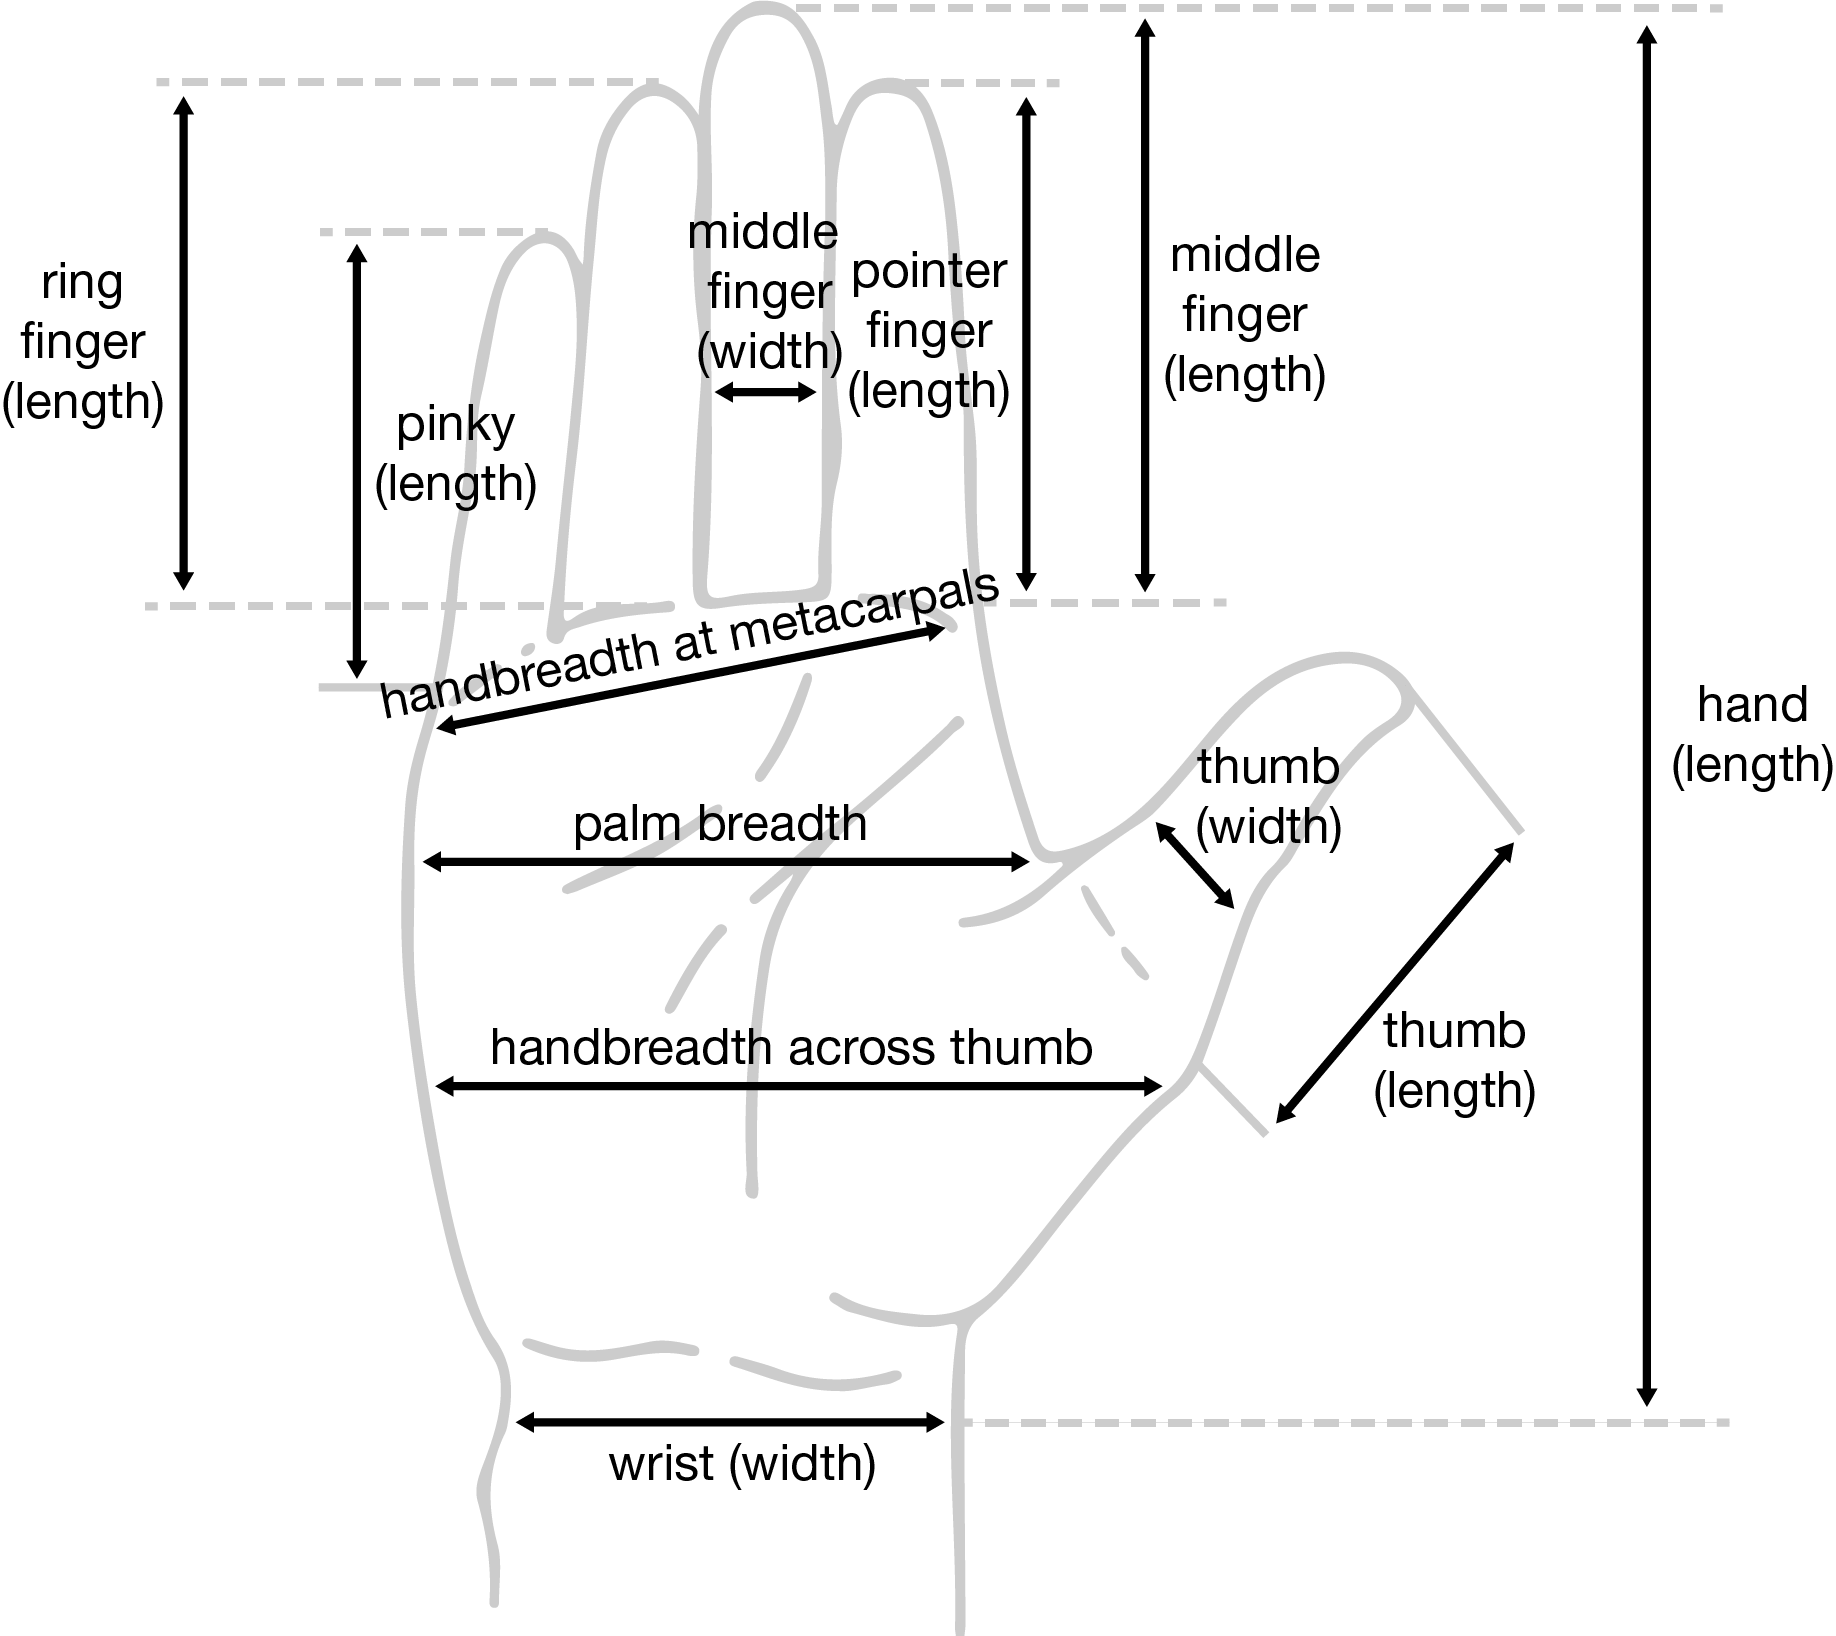 ring
finger
(length)
pinky
(length)
middle
finger
(width)
pointer
finger
(length)
middle
finger
(length)
handbreadth at metacarpals
palm breadth
thumb
(width)
hand
(length)
handbreadth across thumb
thumb
(length)
wrist (width)